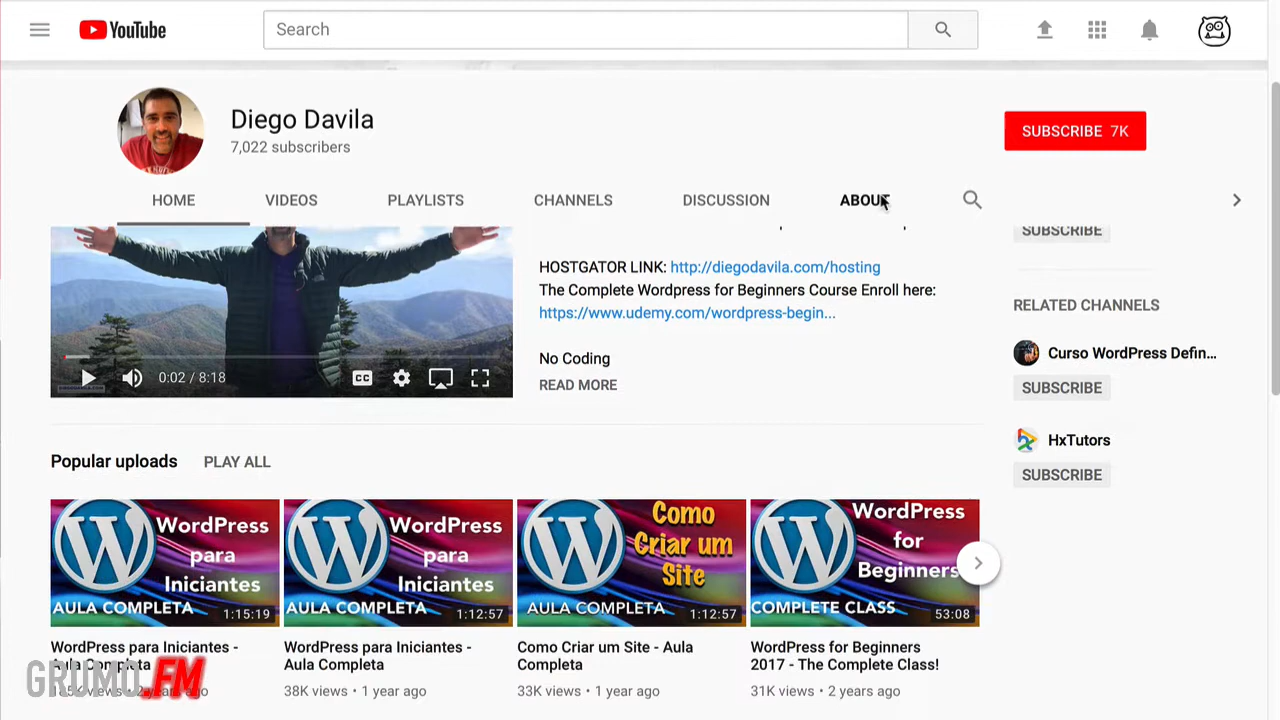 YouTube
Search
Diego Davila
7,022 subscribers
SUBSCRIBE 7K
HOME
VIDEOS
PLAYLISTS
CHANNELS
DISCUSSION
ABOUT
SUBSCRIBE
HOSTGATOR LINK: http://diegodavila.com/hosting
The Complete Wordpress for Beginners Course Enroll here:
https://www.udemy.com/wordpress-begin...
No Coding
READ MORE
0:02 / 8:18
CC
RELATED CHANNELS
Curso WordPress Defin...
SUBSCRIBE
HxTutors
SUBSCRIBE
Popular uploads
PLAY ALL
WordPress
para
Iniciantes
AULA COMPLETA
1:15:19
WordPress
para
Iniciantes
AULA COMPLETA
1:12:57
Como
Criar um
Site
AULA COMPLETA
1:12:57
WordPress
for
Beginners
COMPLETE CLASS
53:08
WordPress para Iniciantes -
Aula Completa
WordPress para Iniciantes -
Aula Completa
38K views • 1 year ago
Como Criar um Site - Aula
Completa
33K views • 1 year ago
WordPress for Beginners
2017 - The Complete Class!
31K views • 2 years ago
GRUMO.FM